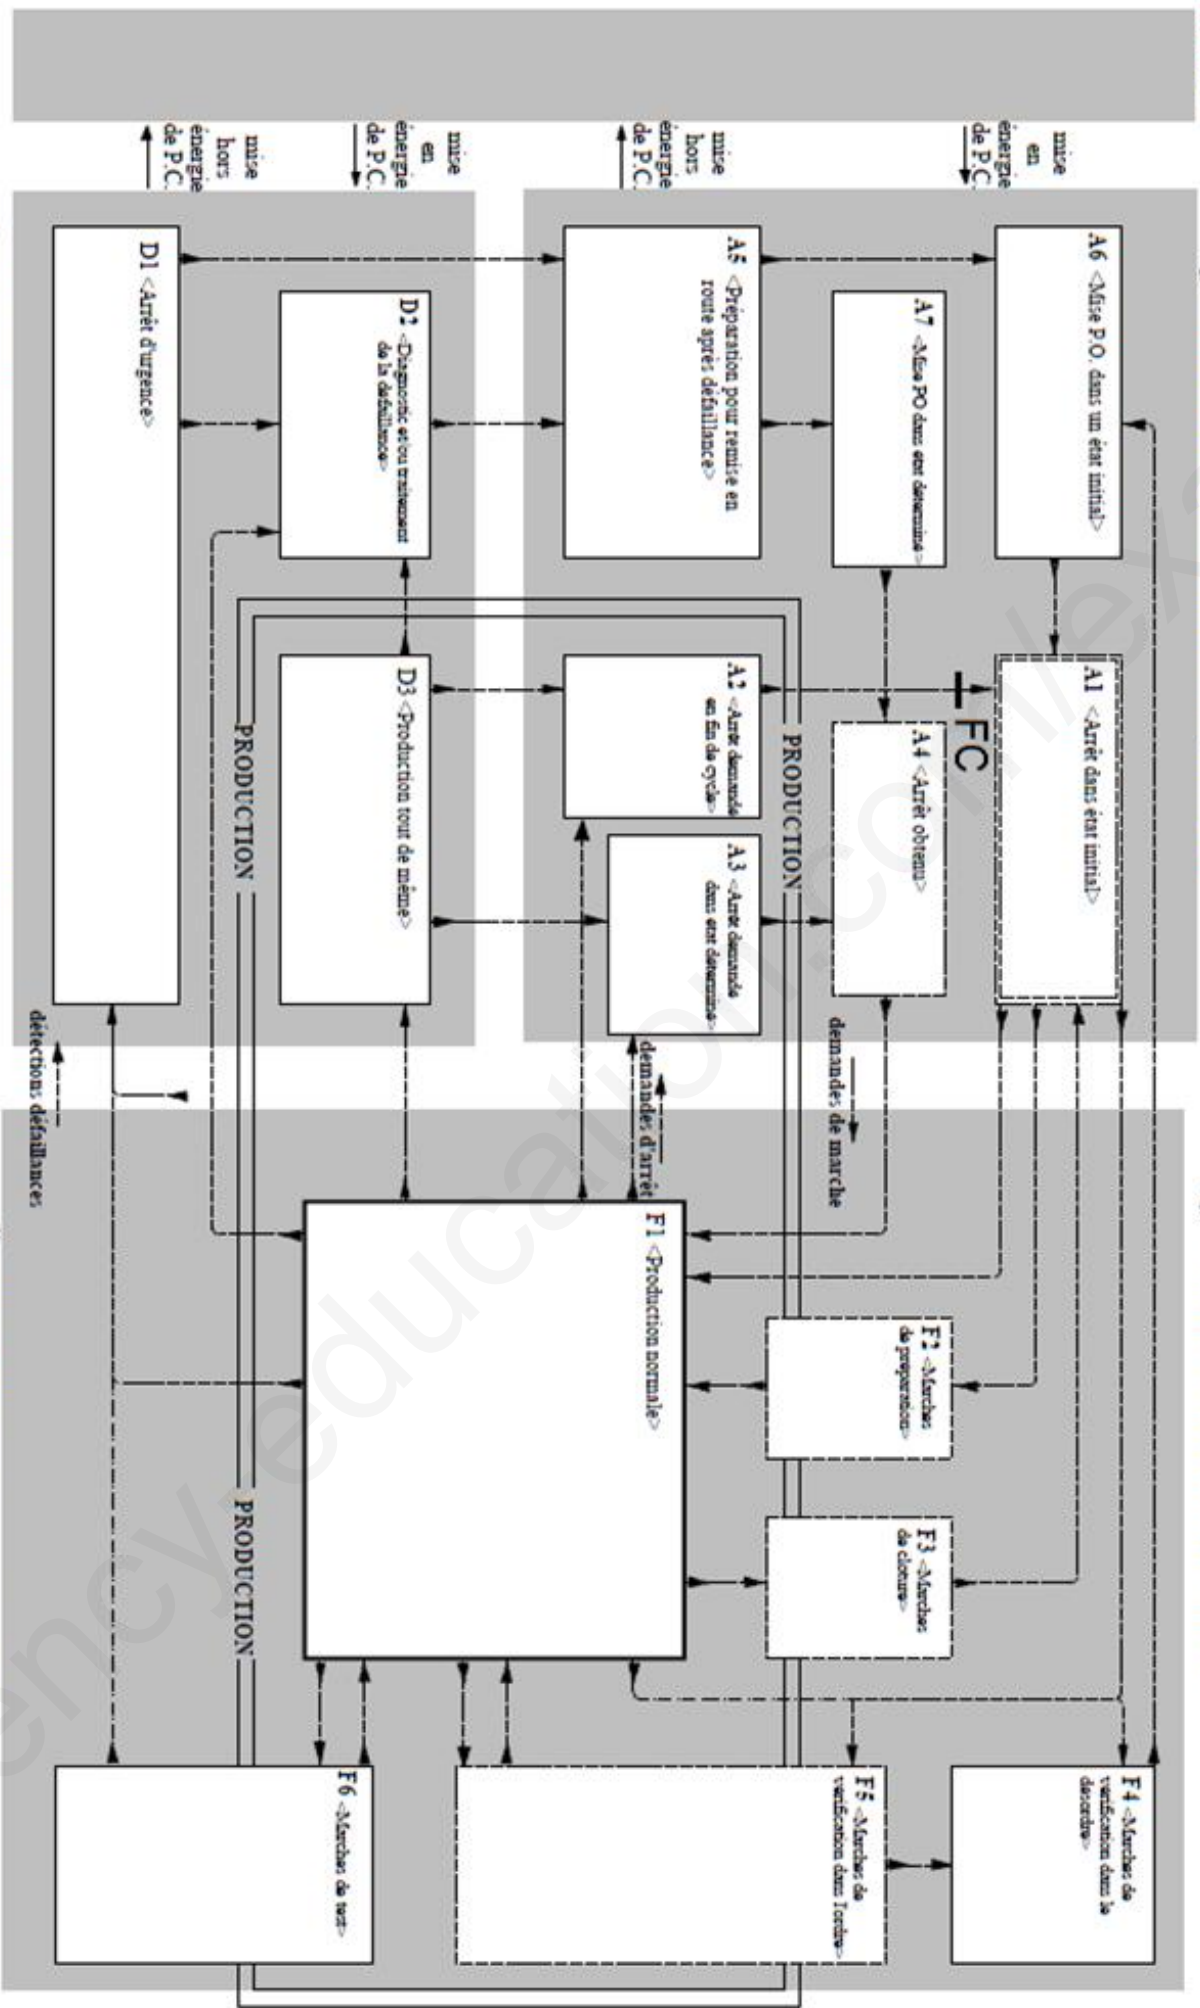 mise
en
énergie
de P.C.
mise
hors
énergie
de P.C.
mise
en
énergie
de P.C.
mise
hors
énergie
de P.C.
A6 <Mise P.O. dans un état initial>
A7 <Mise PO dans état déterminé>
A5 <Préparation pour remise en
route après défaillance>
D2 <Diagnostic et/ou traitement
de la défaillance>
D1 <Arrêt d'urgence>
A1 <Arrêt dans état initial>
FC
A4 <Arrêt obtenu>
PRODUCTION
A2 <Arrêt demandé
en fin de cycle>
A3 <Arrêt demandé
dans état déterminé>
D3 <Production tout de même>
PRODUCTION
demandes de marche
demandes d'arrêt
détections défaillances
F1 <Production normale>
F2 <Marches
de préparation>
F3 <Marches
de clôture>
PRODUCTION
F4 <Marches de
vérification dans le
désordre>
F5 <Marches de
vérification dans l'ordre>
F6 <Marches de test>
ency-education.com/ex